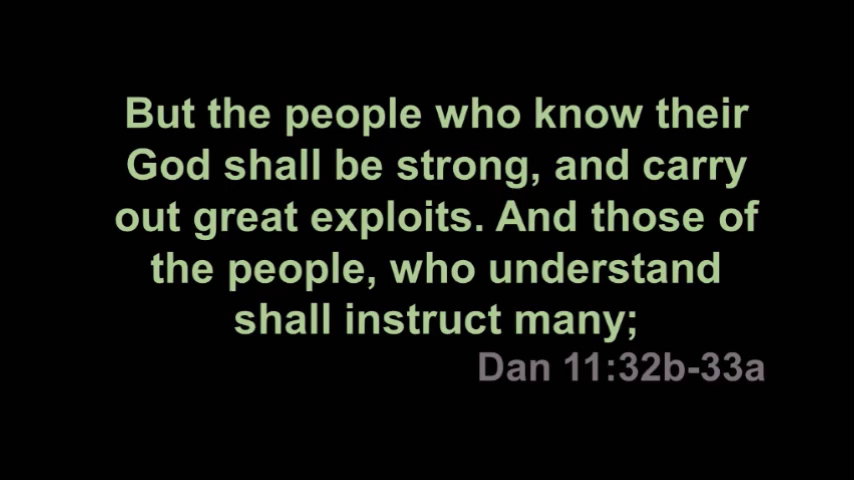 But the people who know their
God shall be strong, and carry
out great exploits. And those of
the people, who understand
shall instruct many;
Dan 11:32b-33a